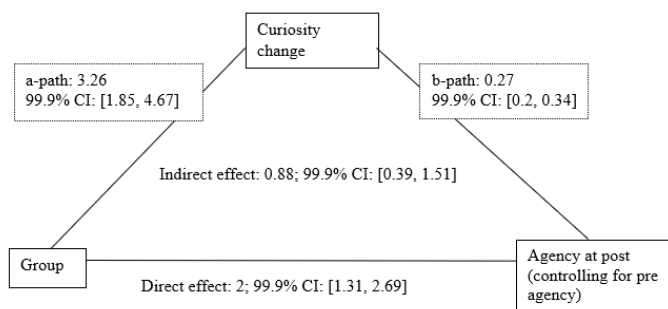 Curiosity
change
a-path: 3.26
99.9% CI: [1.85, 4.67]
b-path: 0.27
99.9% CI: [0.2, 0.34]
Indirect effect: 0.88; 99.9% CI: [0.39, 1.51]
Group
Agency at post
(controlling for pre
agency)
Direct effect: 2; 99.9% CI: [1.31, 2.69]